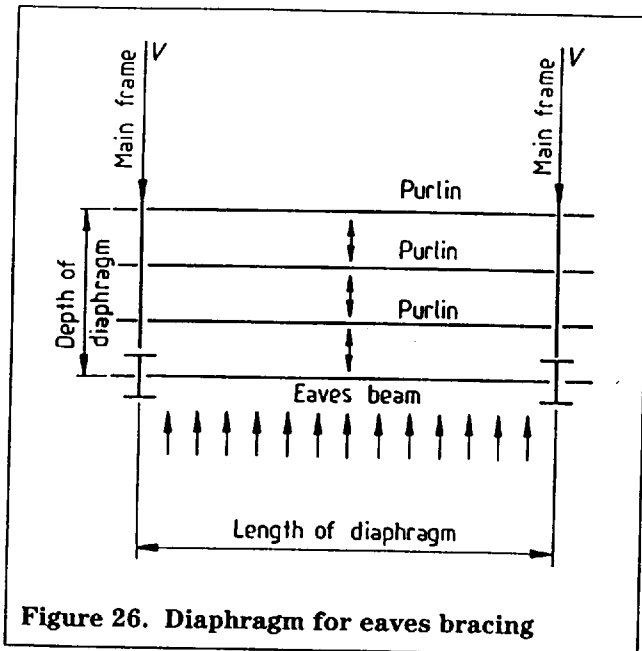 V
V
Main frame
Main frame
Purlin
Purlin
Purlin
Depth of
diaphragm
Eaves beam
Length of diaphragm
Figure 26. Diaphragm for eaves bracing